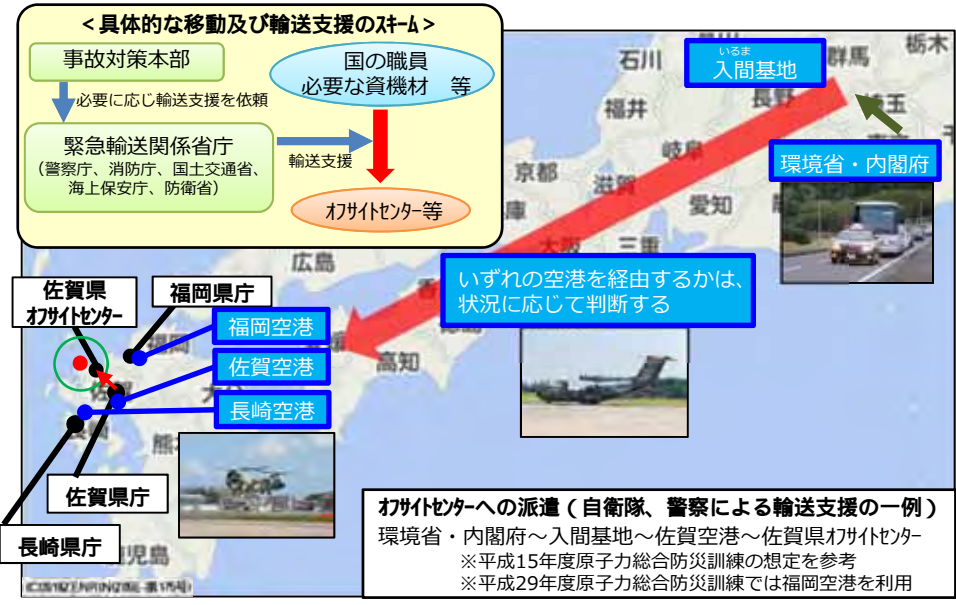 ＜具体的な移動及び輸送支援のスキーム＞
事故対策本部
必要に応じ輸送支援を依頼
緊急輸送関係省庁
（警察庁、消防庁、国土交通省、
海上保安庁、防衛省）
国の職員
必要な資機材　等
輸送支援
オフサイトセンター等
石川
福井
京都
滋賀
岐阜
愛知
三重
大阪
長野
群馬
栃木
埼玉
いるま
入間基地
環境省・内閣府
いずれの空港を経由するかは、
状況に応じて判断する
広島
高知
佐賀県
オフサイトセンター
福岡県庁
福岡
福岡空港
佐賀
佐賀空港
大分
長崎空港
長崎
佐賀県庁
長崎県庁
オフサイトセンターへの派遣（自衛隊、警察による輸送支援の一例）
環境省・内閣府～入間基地～佐賀空港～佐賀県オフサイトセンター
※平成15年度原子力総合防災訓練の想定を参考
※平成29年度原子力総合防災訓練では福岡空港を利用